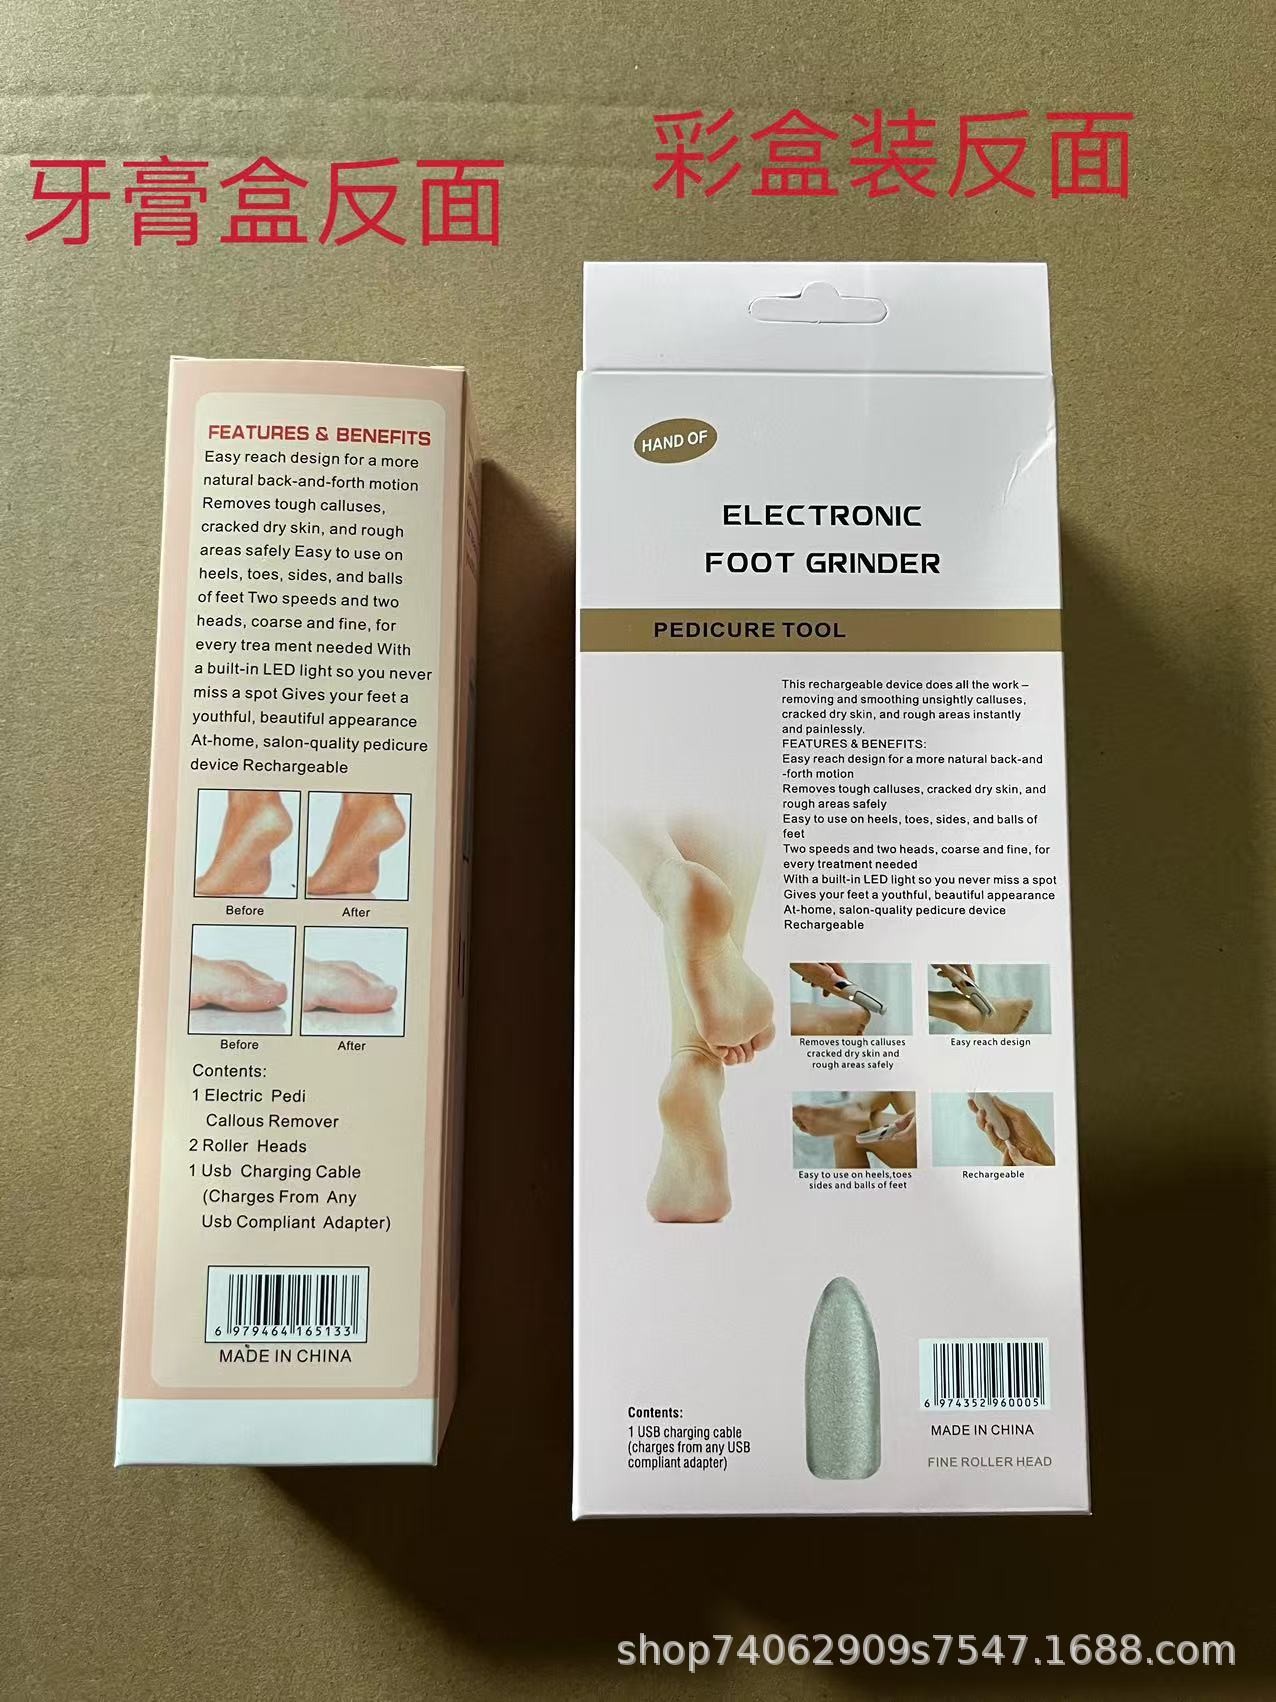 牙膏盒反面
彩盒装反面
FEATURES & BENEFITS
Easy reach design for a more
natural back-and-forth motion
Removes tough calluses,
cracked dry skin, and rough
areas safely Easy to use on
heels, toes, sides, and balls
of feet Two speeds and two
heads, coarse and fine, for
every trea ment needed With
a built-in LED light so you never
miss a spot Gives your feet a
youthful, beautiful appearance
At-home, salon-quality pedicure
device Rechargeable
Before
After
Before
After
Contents:
1 Electric Pedi
Callous Remover
2 Roller Heads
1 Usb Charging Cable
(Charges From Any
Usb Compliant Adapter)
6 979464 165133
MADE IN CHINA
HAND OF
ELECTRONIC
FOOT GRINDER
PEDICURE TOOL
This rechargeable device does all the work –
removing and smoothing unsightly calluses,
cracked dry skin, and rough areas instantly
and painlessly.
FEATURES & BENEFITS:
Easy reach design for a more natural back-and
-forth motion
Removes tough calluses, cracked dry skin, and
rough areas safely
Easy to use on heels, toes, sides, and balls of
feet
Two speeds and two heads, coarse and fine, for
every treatment needed
With a built-in LED light so you never miss a spot
Gives your feet a youthful, beautiful appearance
At-home, salon-quality pedicure device
Rechargeable
Removes tough calluses
cracked dry skin and
rough areas safely
Easy reach design
Easy to use on heels,toes
sides and balls of feet
Rechargeable
Contents:
1 USB charging cable
(charges from any USB
compliant adapter)
6 974352 960005
MADE IN CHINA
FINE ROLLER HEAD
shop74062909s7547.1688.com